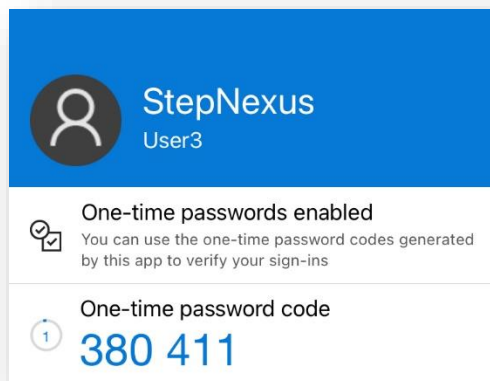 StepNexus
User3
One-time passwords enabled
You can use the one-time password codes generated
by this app to verify your sign-ins
One-time password code
1
380 411